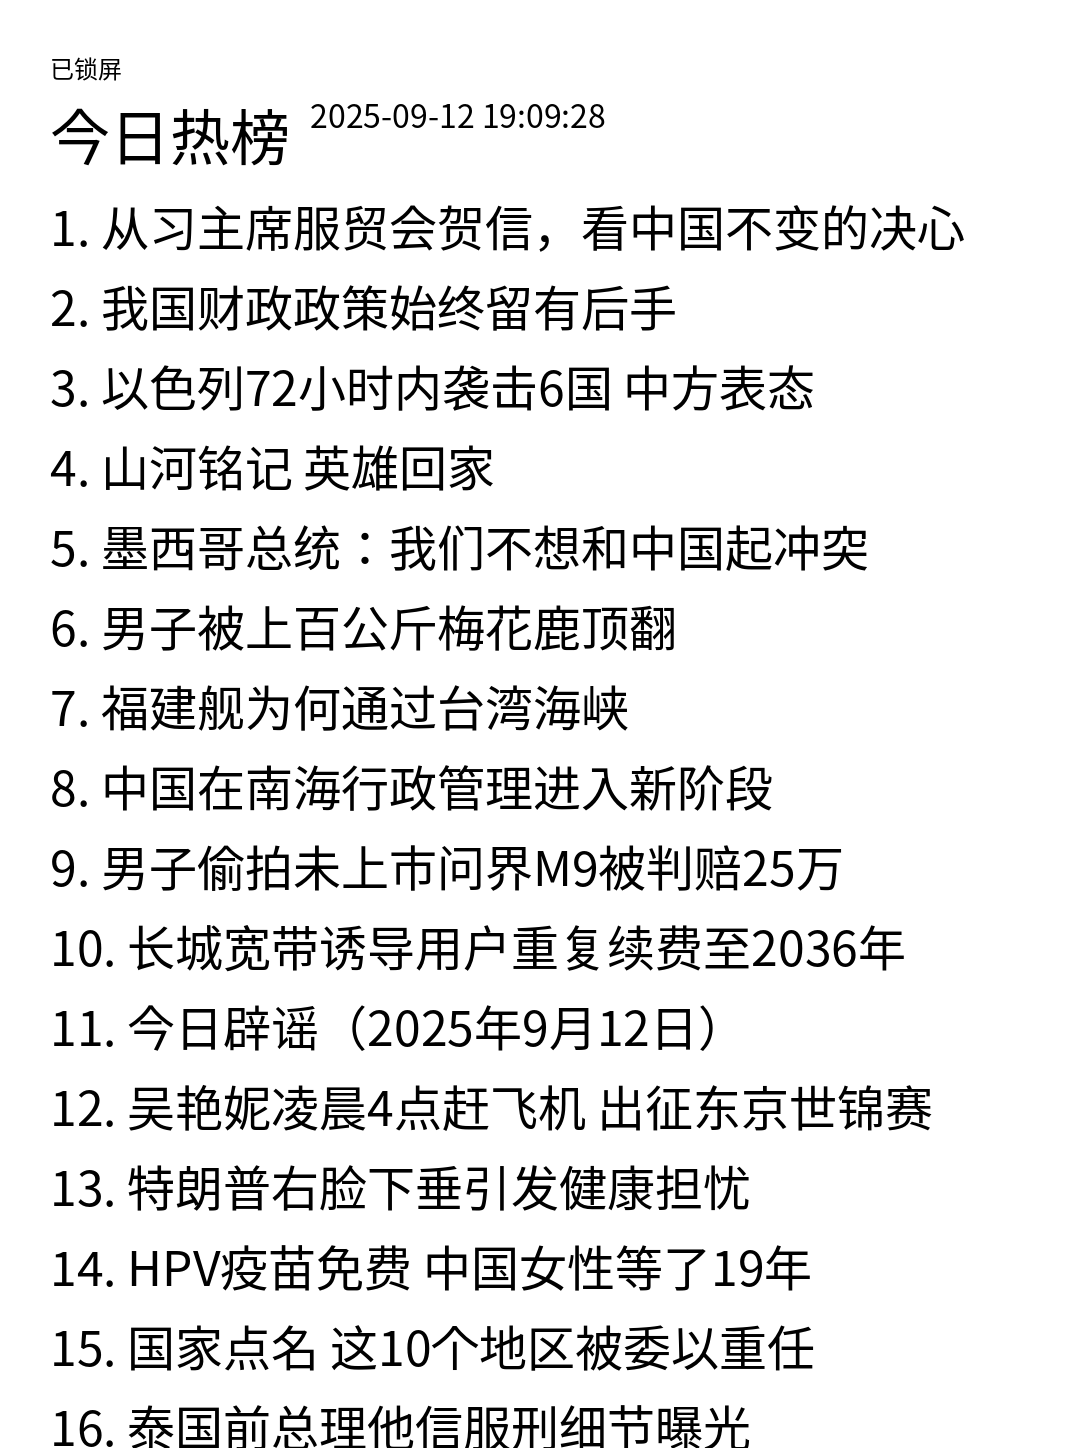 已锁屏
今日热榜 2025-09-12 19:09:28
1. 从习主席服贸会贺信，看中国不变的决心
2. 我国财政政策始终留有后手
3. 以色列72小时内袭击6国 中方表态
4. 山河铭记 英雄回家
5. 墨西哥总统：我们不想和中国起冲突
6. 男子被上百公斤梅花鹿顶翻
7. 福建舰为何通过台湾海峡
8. 中国在南海行政管理进入新阶段
9. 男子偷拍未上市问界M9被判赔25万
10. 长城宽带诱导用户重复续费至2036年
11. 今日辟谣（2025年9月12日）
12. 吴艳妮凌晨4点赶飞机 出征东京世锦赛
13. 特朗普右脸下垂引发健康担忧
14. HPV疫苗免费 中国女性等了19年
15. 国家点名 这10个地区被委以重任
16. 泰国前总理他信服刑细节曝光